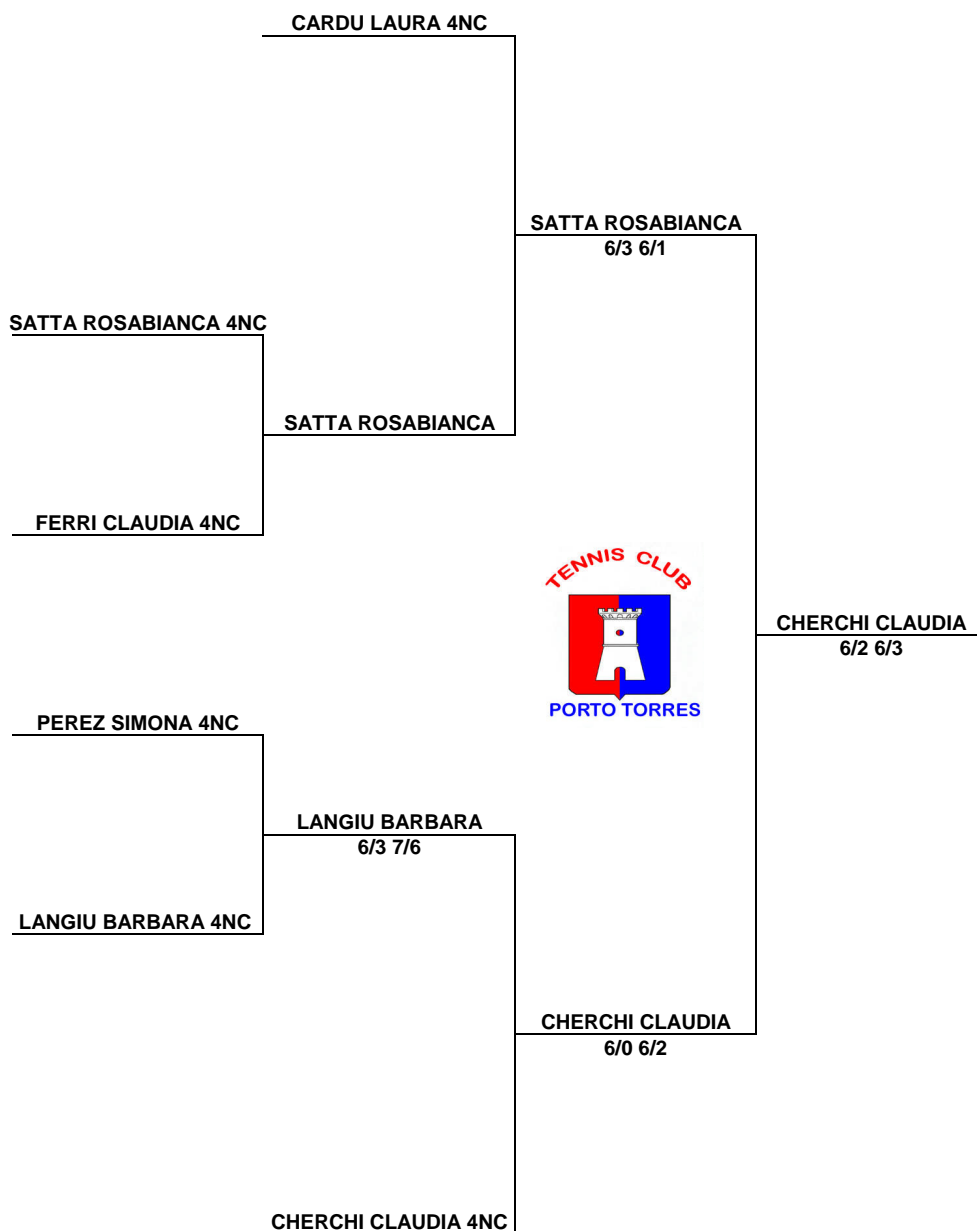 CARDU LAURA 4NC
SATTA ROSABIANCA
6/3 6/1
SATTA ROSABIANCA 4NC
SATTA ROSABIANCA
FERRI CLAUDIA 4NC
TENNIS CLUB
PORTO TORRES
CHERCHI CLAUDIA
6/2 6/3
PEREZ SIMONA 4NC
LANGIU BARBARA
6/3 7/6
LANGIU BARBARA 4NC
CHERCHI CLAUDIA
6/0 6/2
CHERCHI CLAUDIA 4NC